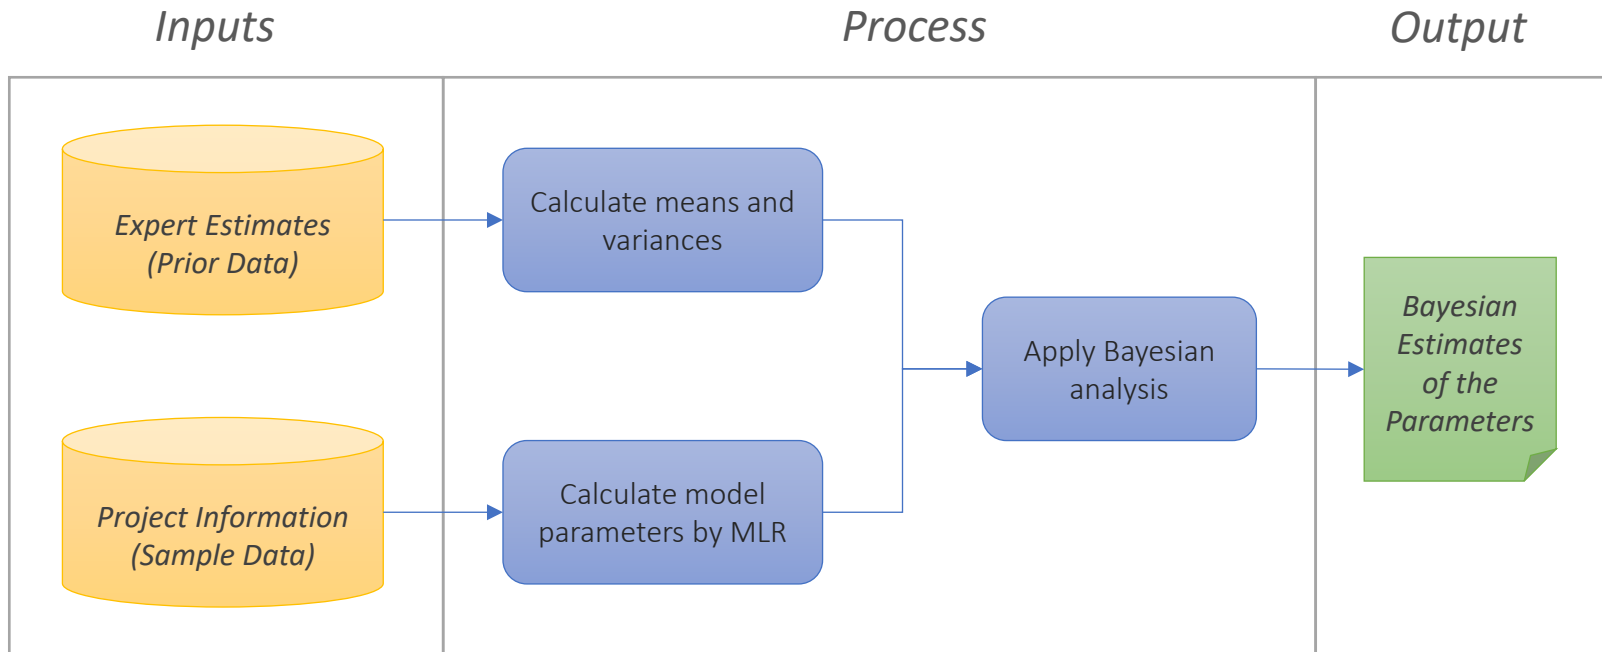 Inputs
Process
Output
Expert Estimates
(Prior Data)
Calculate means and
variances
Project Information
(Sample Data)
Calculate model
parameters by MLR
Apply Bayesian
analysis
Bayesian
Estimates
of the
Parameters